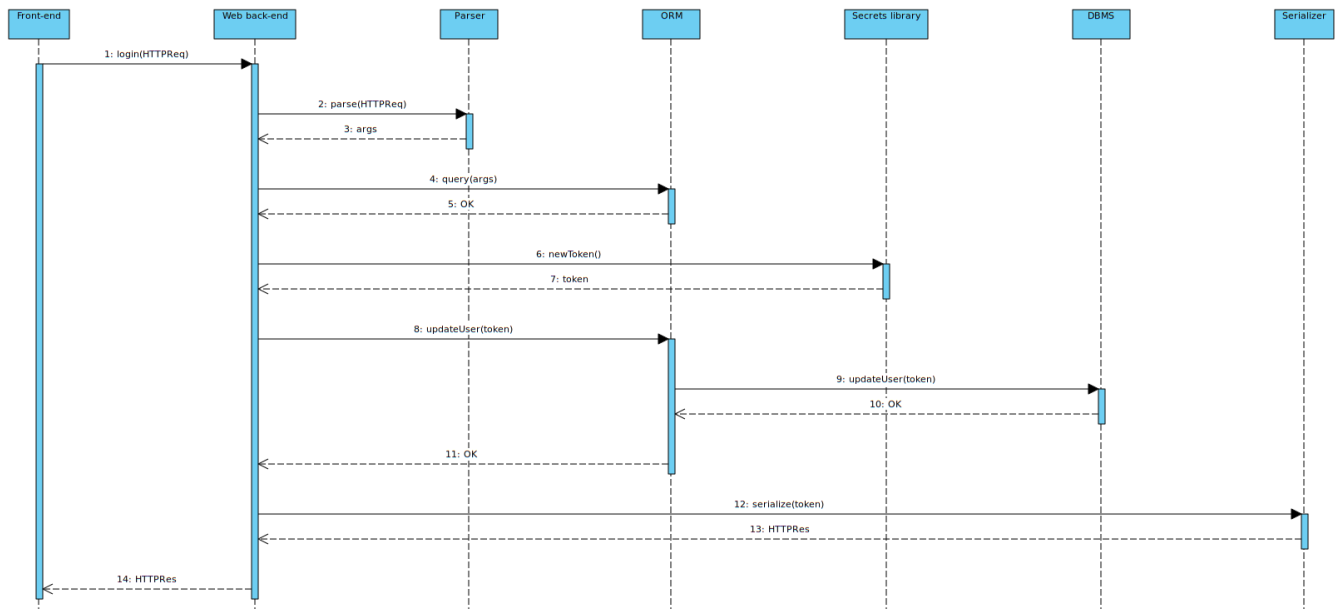 Front-end
Web back-end
Parser
ORM
Secrets library
DBMS
Serializer
1: login(HTTPReq)
2: parse(HTTPReq)
3: args
4: query(args)
5: OK
6: newToken()
7: token
8: updateUser(token)
9: updateUser(token)
10: OK
11: OK
12: serialize(token)
13: HTTPRes
14: HTTPRes